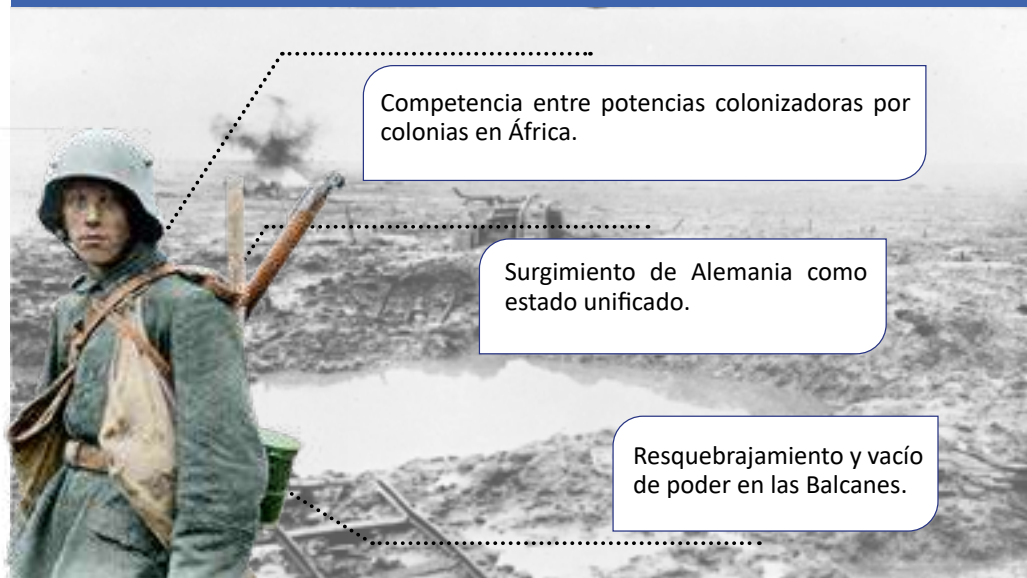 Competencia entre potencias colonizadoras por
colonias en África.
Surgimiento de Alemania como
estado unificado.
Resquebrajamiento y vacío
de poder en las Balcanes.